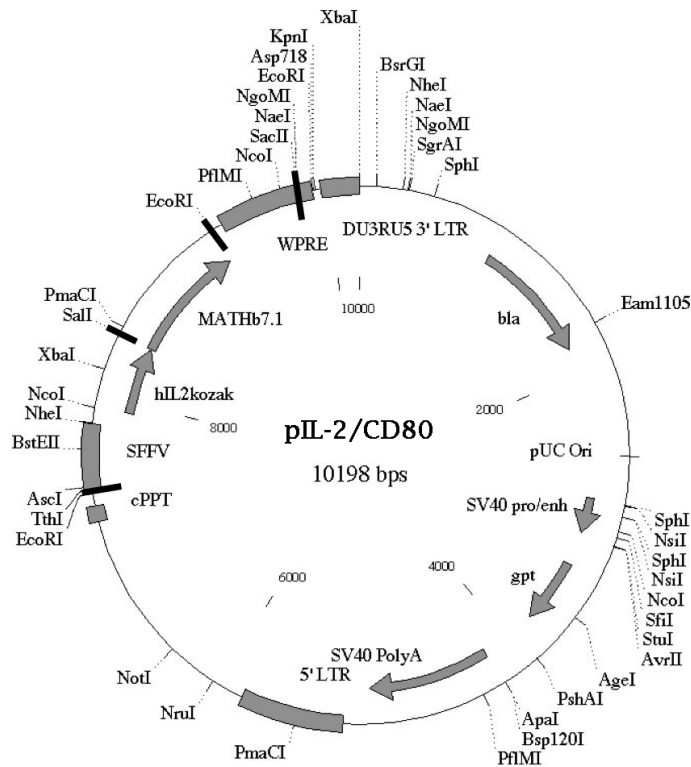 XbaI
KpnI
Asp718
EcoRI
NgoMI
NaeI
SacII
NcoI
PflMI
EcoRI
BsrGI
NheI
NaeI
NgoMI
SgrAI
SphI
WPRE
DU3RU5 3' LTR
10000
bla
Eam1105
PmaCI
SalI
XbaI
NcoI
NheI
BstEII
AscI
TthI
EcoRI
MATHb7.1
hIL2kozak
8000
SFFV
cPPT
pIL-2/CD80
10198 bps
2000
pUC Ori
SV40 pro/enh
SphI
NsiI
SphI
NsiI
NcoI
SfiI
StuI
AvrII
gpt
4000
6000
AgeI
PshAI
ApaI
Bsp120I
PflMI
SV40 PolyA
5' LTR
NotI
NruI
PmaCI